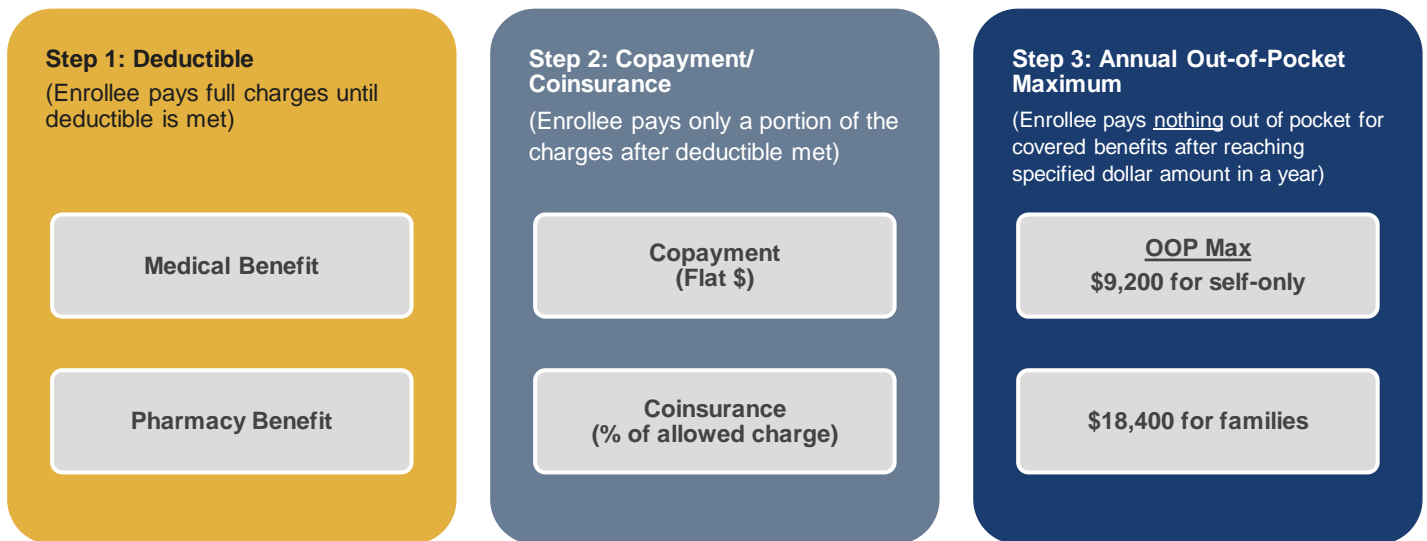 Step 1: Deductible
(Enrollee pays full charges until
deductible is met)
Medical Benefit
Pharmacy Benefit
Step 2: Copayment/
Coinsurance
(Enrollee pays only a portion of the
charges after deductible met)
Copayment
(Flat $)
Coinsurance
(% of allowed charge)
Step 3: Annual Out-of-Pocket
Maximum
(Enrollee pays nothing out of pocket for
covered benefits after reaching
specified dollar amount in a year)
OOP Max
$9,200 for self-only
$18,400 for families